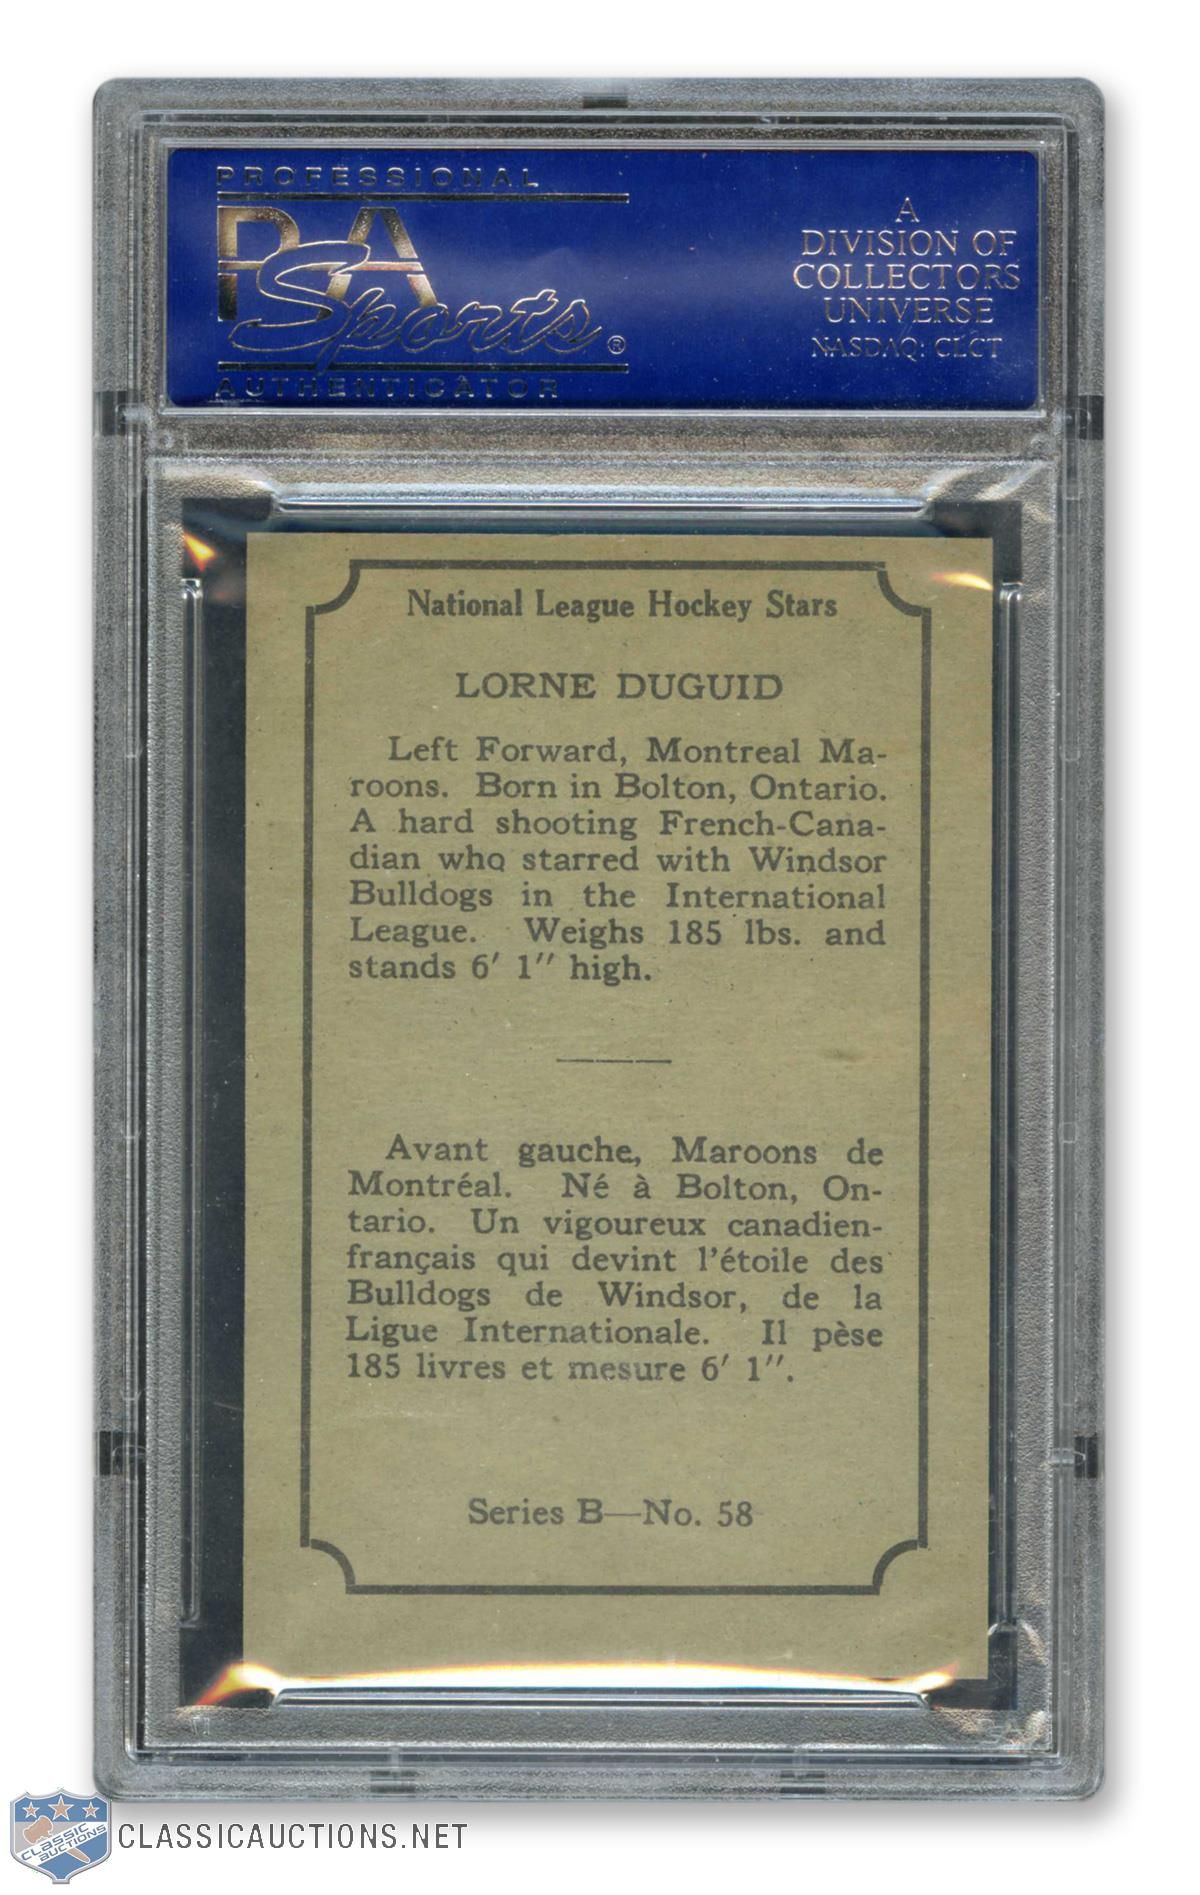 PROFESSIONAL
PSA
Sports®
AUTHENTICATOR
A
DIVISION OF
COLLECTORS
UNIVERSE
NASDAQ: CLCT
National League Hockey Stars
LORNE DUGUID
Left Forward, Montreal Ma-
roons. Born in Bolton, Ontario.
A hard shooting French-Cana-
dian who starred with Windsor
Bulldogs in the International
League. Weighs 185 lbs. and
stands 6′ 1″ high.
Avant gauche, Maroons de
Montréal. Né à Bolton, On-
tario. Un vigoureux canadien-
français qui devint l'étoile des
Bulldogs de Windsor, de la
Ligue Internationale. Il pèse
185 livres et mesure 6′ 1″.
Series B—No. 58
CLASSIC
AUCTIONS
CLASSICAUCTIONS.NET